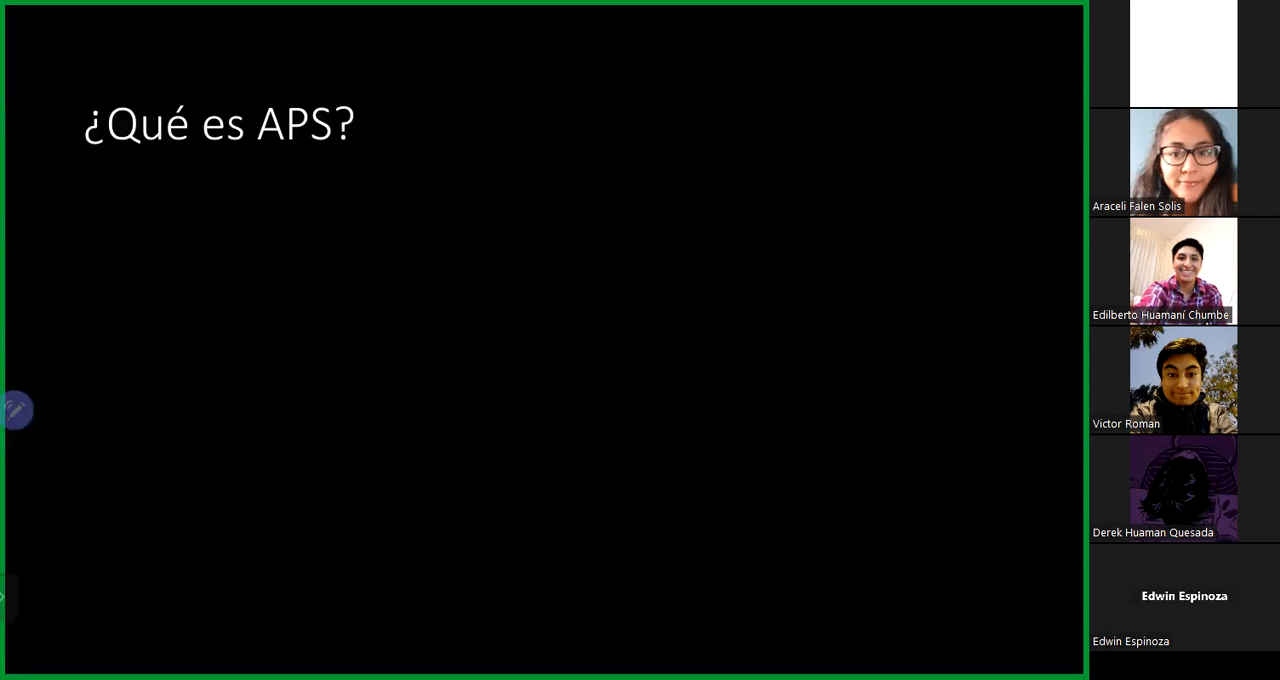 ¿Qué es APS?
Araceli Falen Solis
Edilberto Huamaní Chumbe
Victor Roman
Derek Huaman Quesada
Edwin Espinoza
Edwin Espinoza